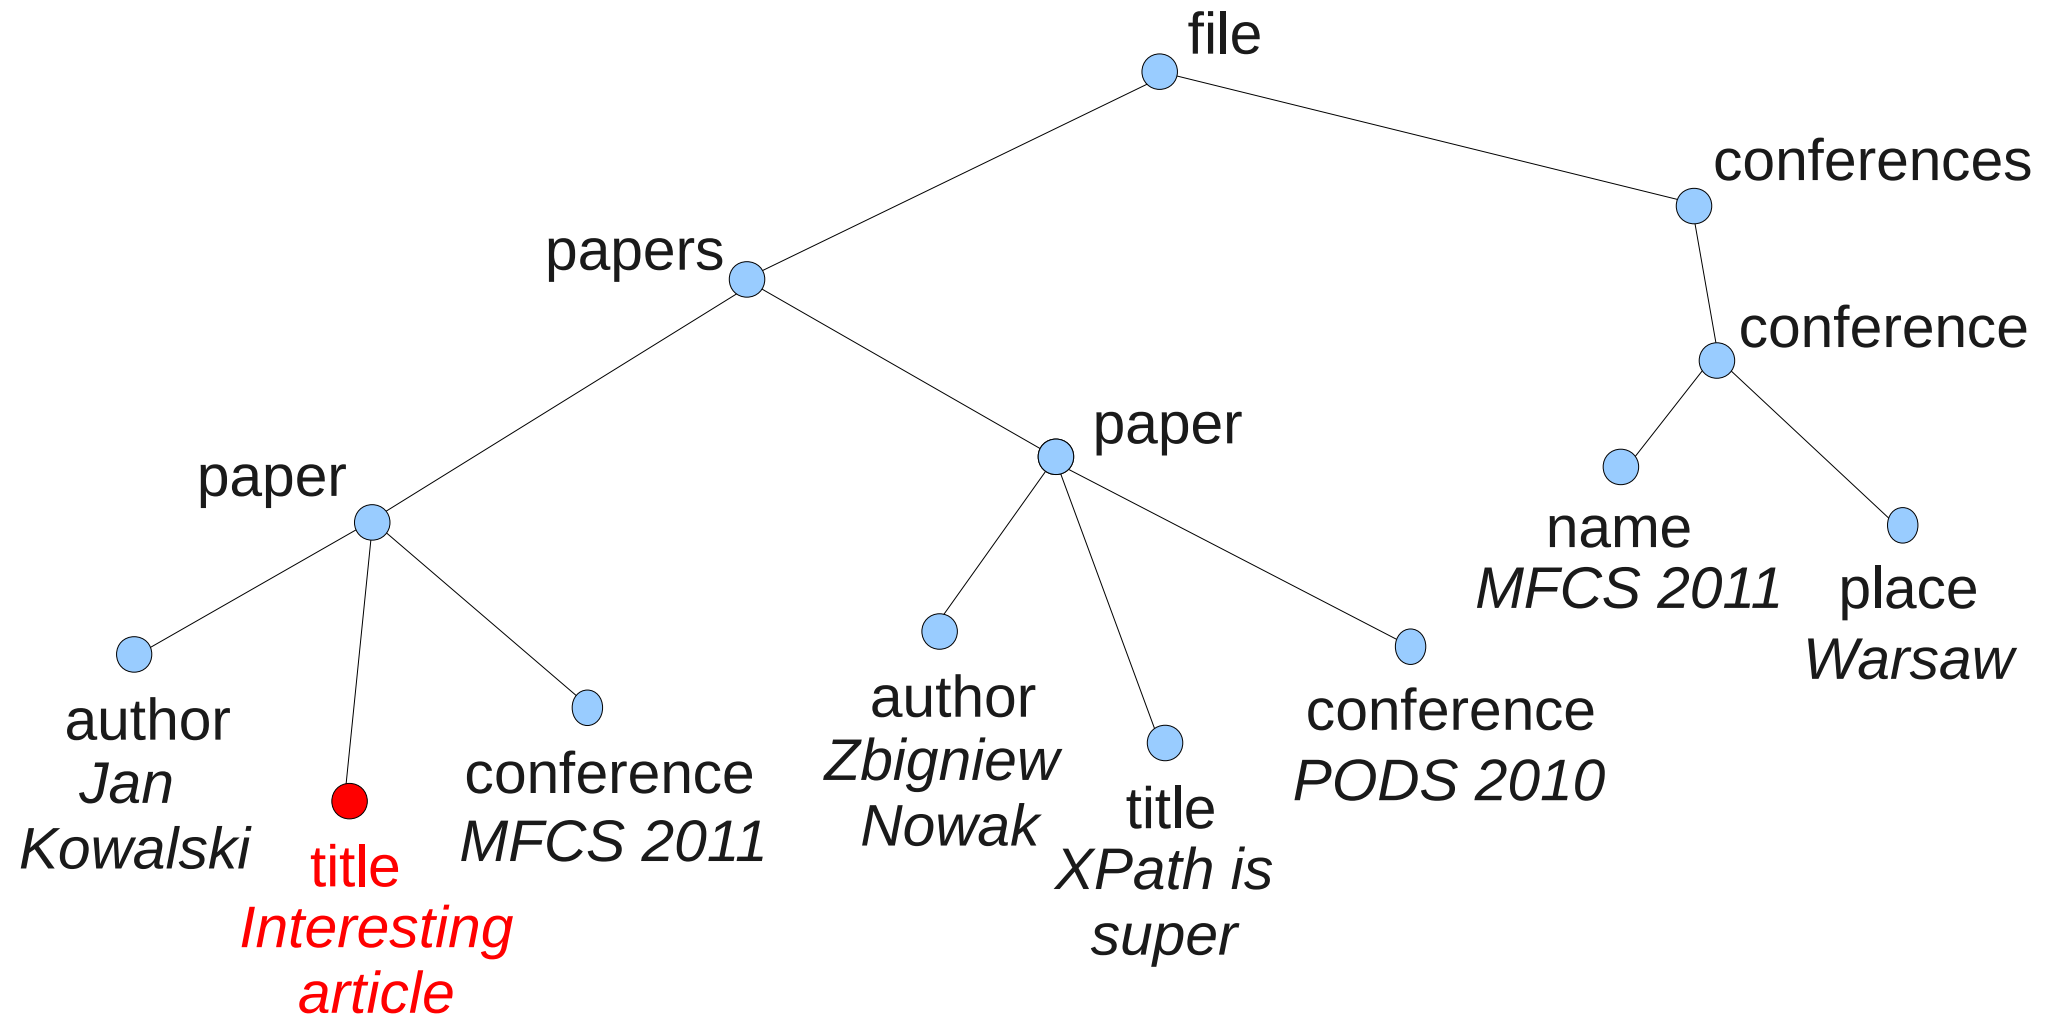 file
conferences
papers
conference
paper
paper
name
MFCS 2011
place
Warsaw
author
Jan
Kowalski
title
Interesting
article
conference
MFCS 2011
author
Zbigniew
Nowak
title
XPath is
super
conference
PODS 2010